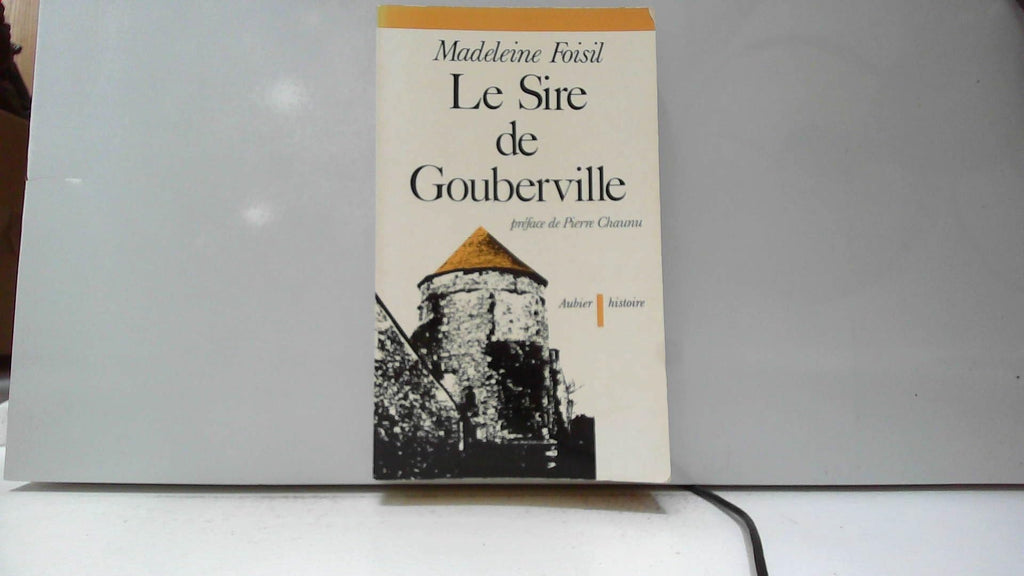 Madeleine Foisil
Le Sire
de
Gouberville
préface de Pierre Chaunu
Aubier histoire